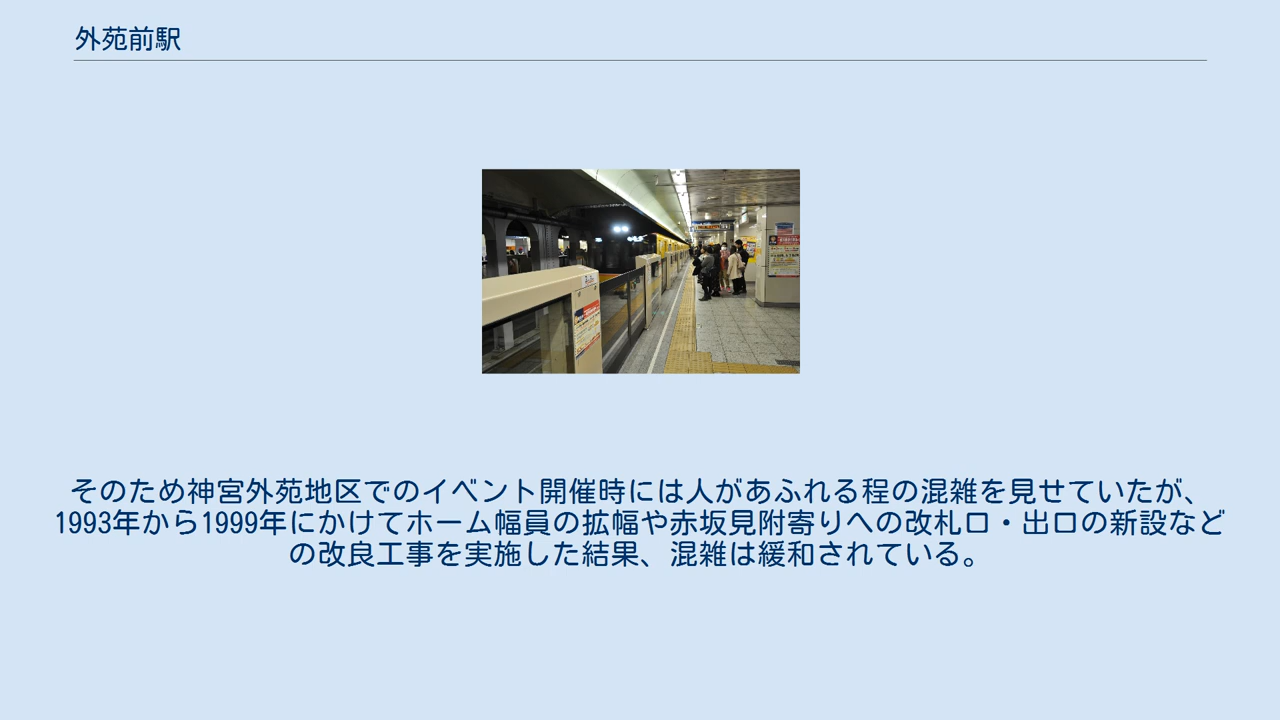 外苑前駅
そのため神宮外苑地区でのイベント開催時には人があふれる程の混雑を見せていたが、
1993年から1999年にかけてホーム幅員の拡幅や赤坂見附寄りへの改札口・出口の新設など
の改良工事を実施した結果、混雑は緩和されている。